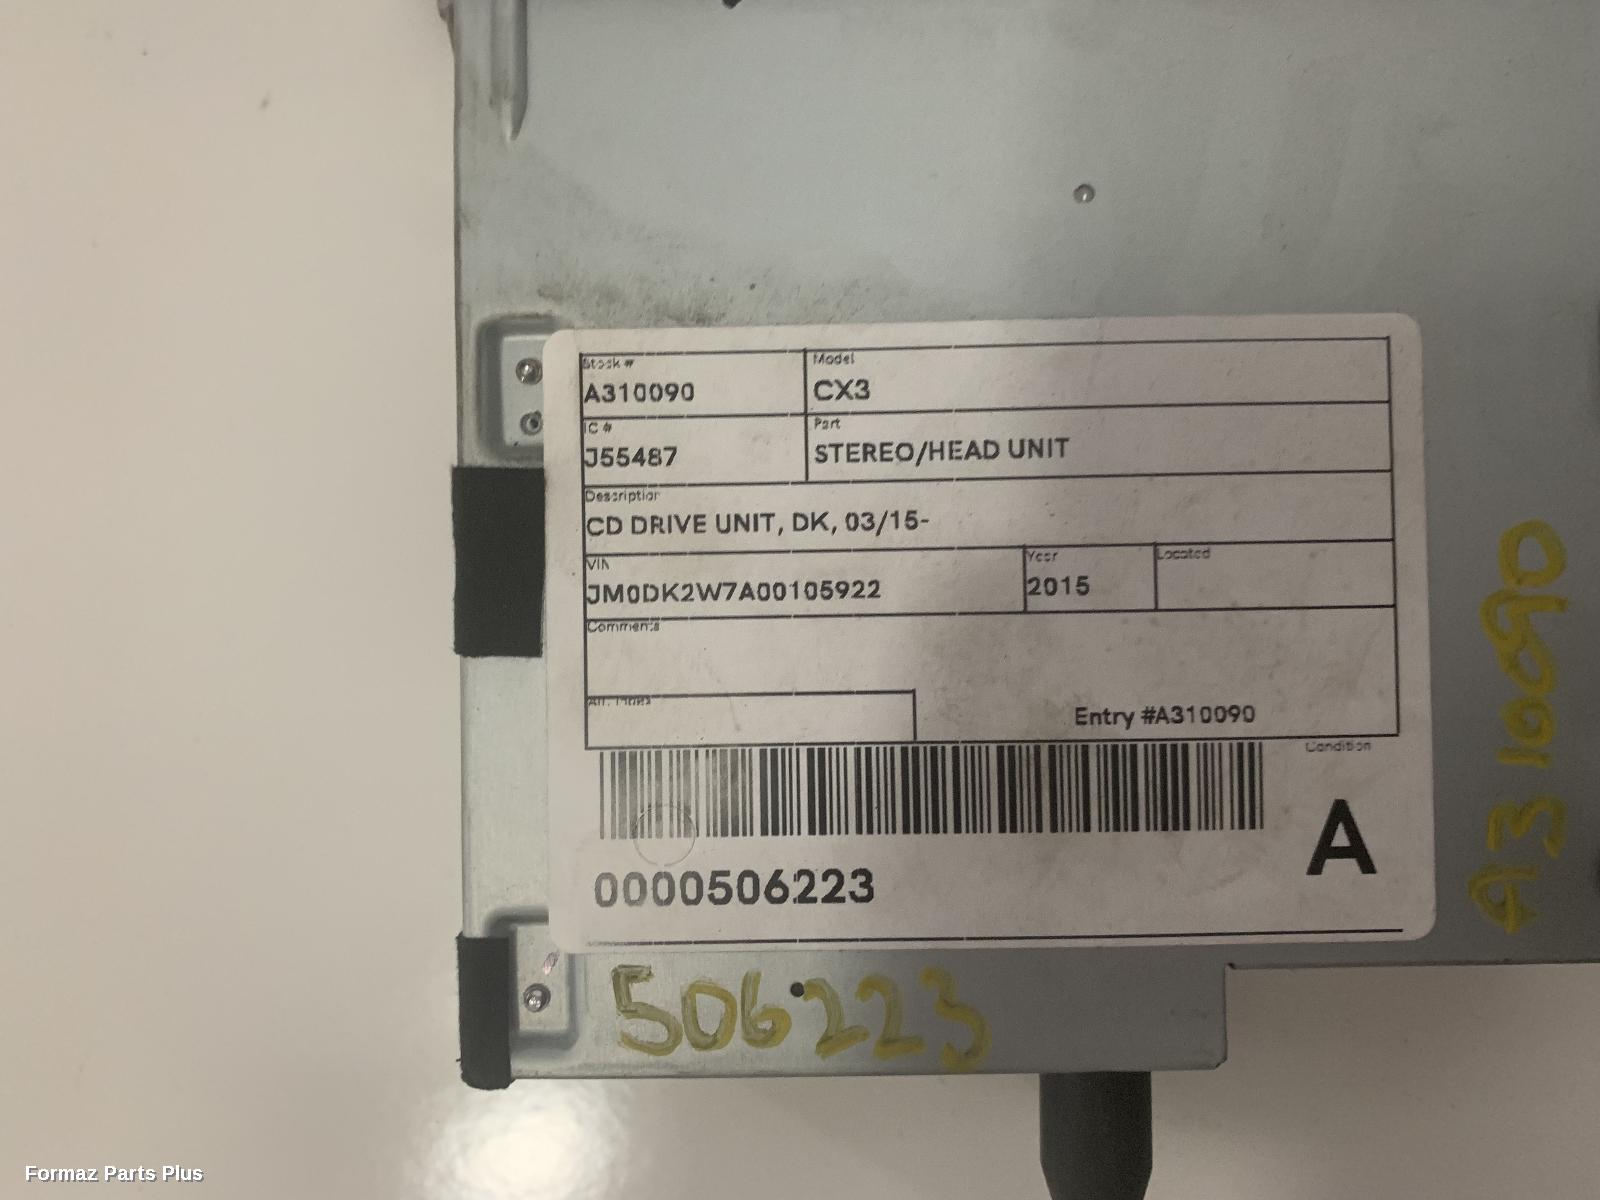 Stock # Model
A310090 CX3
IC # Part
J55487 STEREO/HEAD UNIT
Description
CD DRIVE UNIT, DK, 03/15-
VIN Year Located
JM0DK2W7A00105922 2015
Comments
Entry #A310090
Condition
A
0000506223
506223
A310090
Formaz Parts Plus